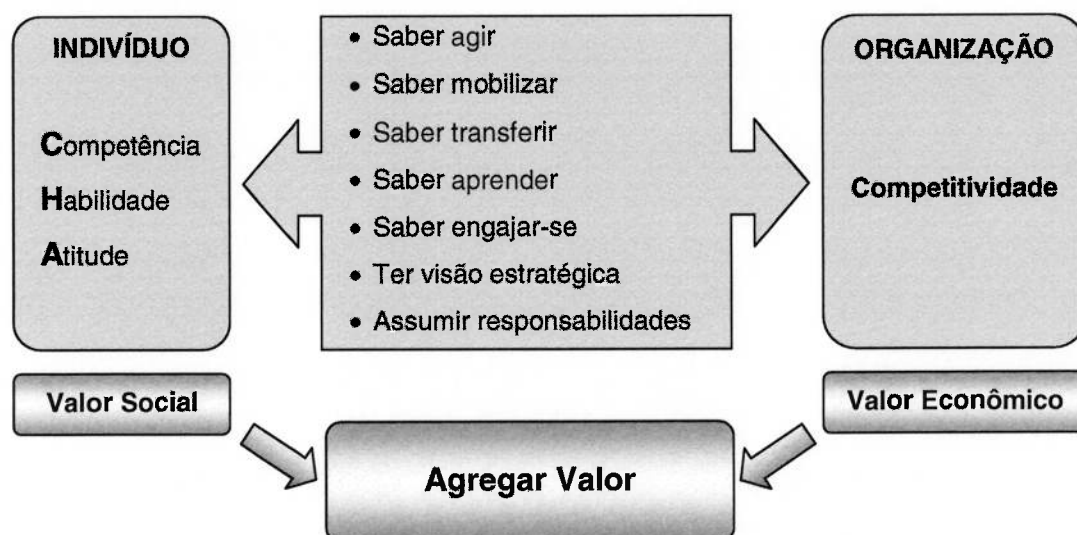 INDIVÍDUO
Competência
Habilidade
Atitude
• Saber agir
• Saber mobilizar
• Saber transferir
• Saber aprender
• Saber engajar-se
• Ter visão estratégica
• Assumir responsabilidades
ORGANIZAÇÃO
Competitividade
Valor Social
Valor Econômico
Agregar Valor